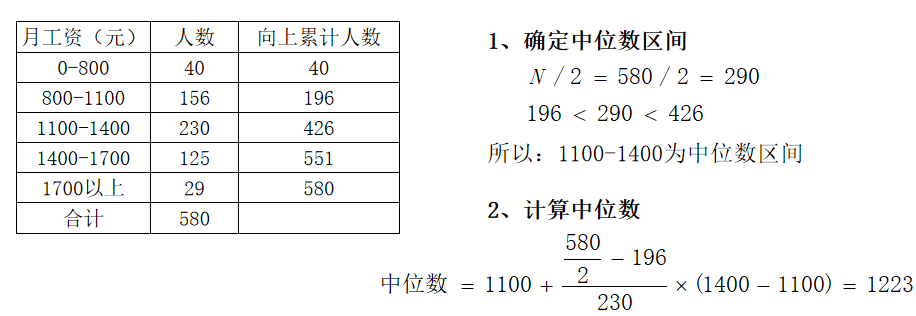 月工资（元） 人数 向上累计人数
0-800 40 40
800-1100 156 196
1100-1400 230 426
1400-1700 125 551
1700以上 29 580
合计 580
1、确定中位数区间
N / 2 = 580 / 2 = 290
196 < 290 < 426
所以：1100-1400为中位数区间
2、计算中位数
中位数 = 1100 + \frac{\frac{580}{2} - 196}{230} × (1400 - 1100) = 1223